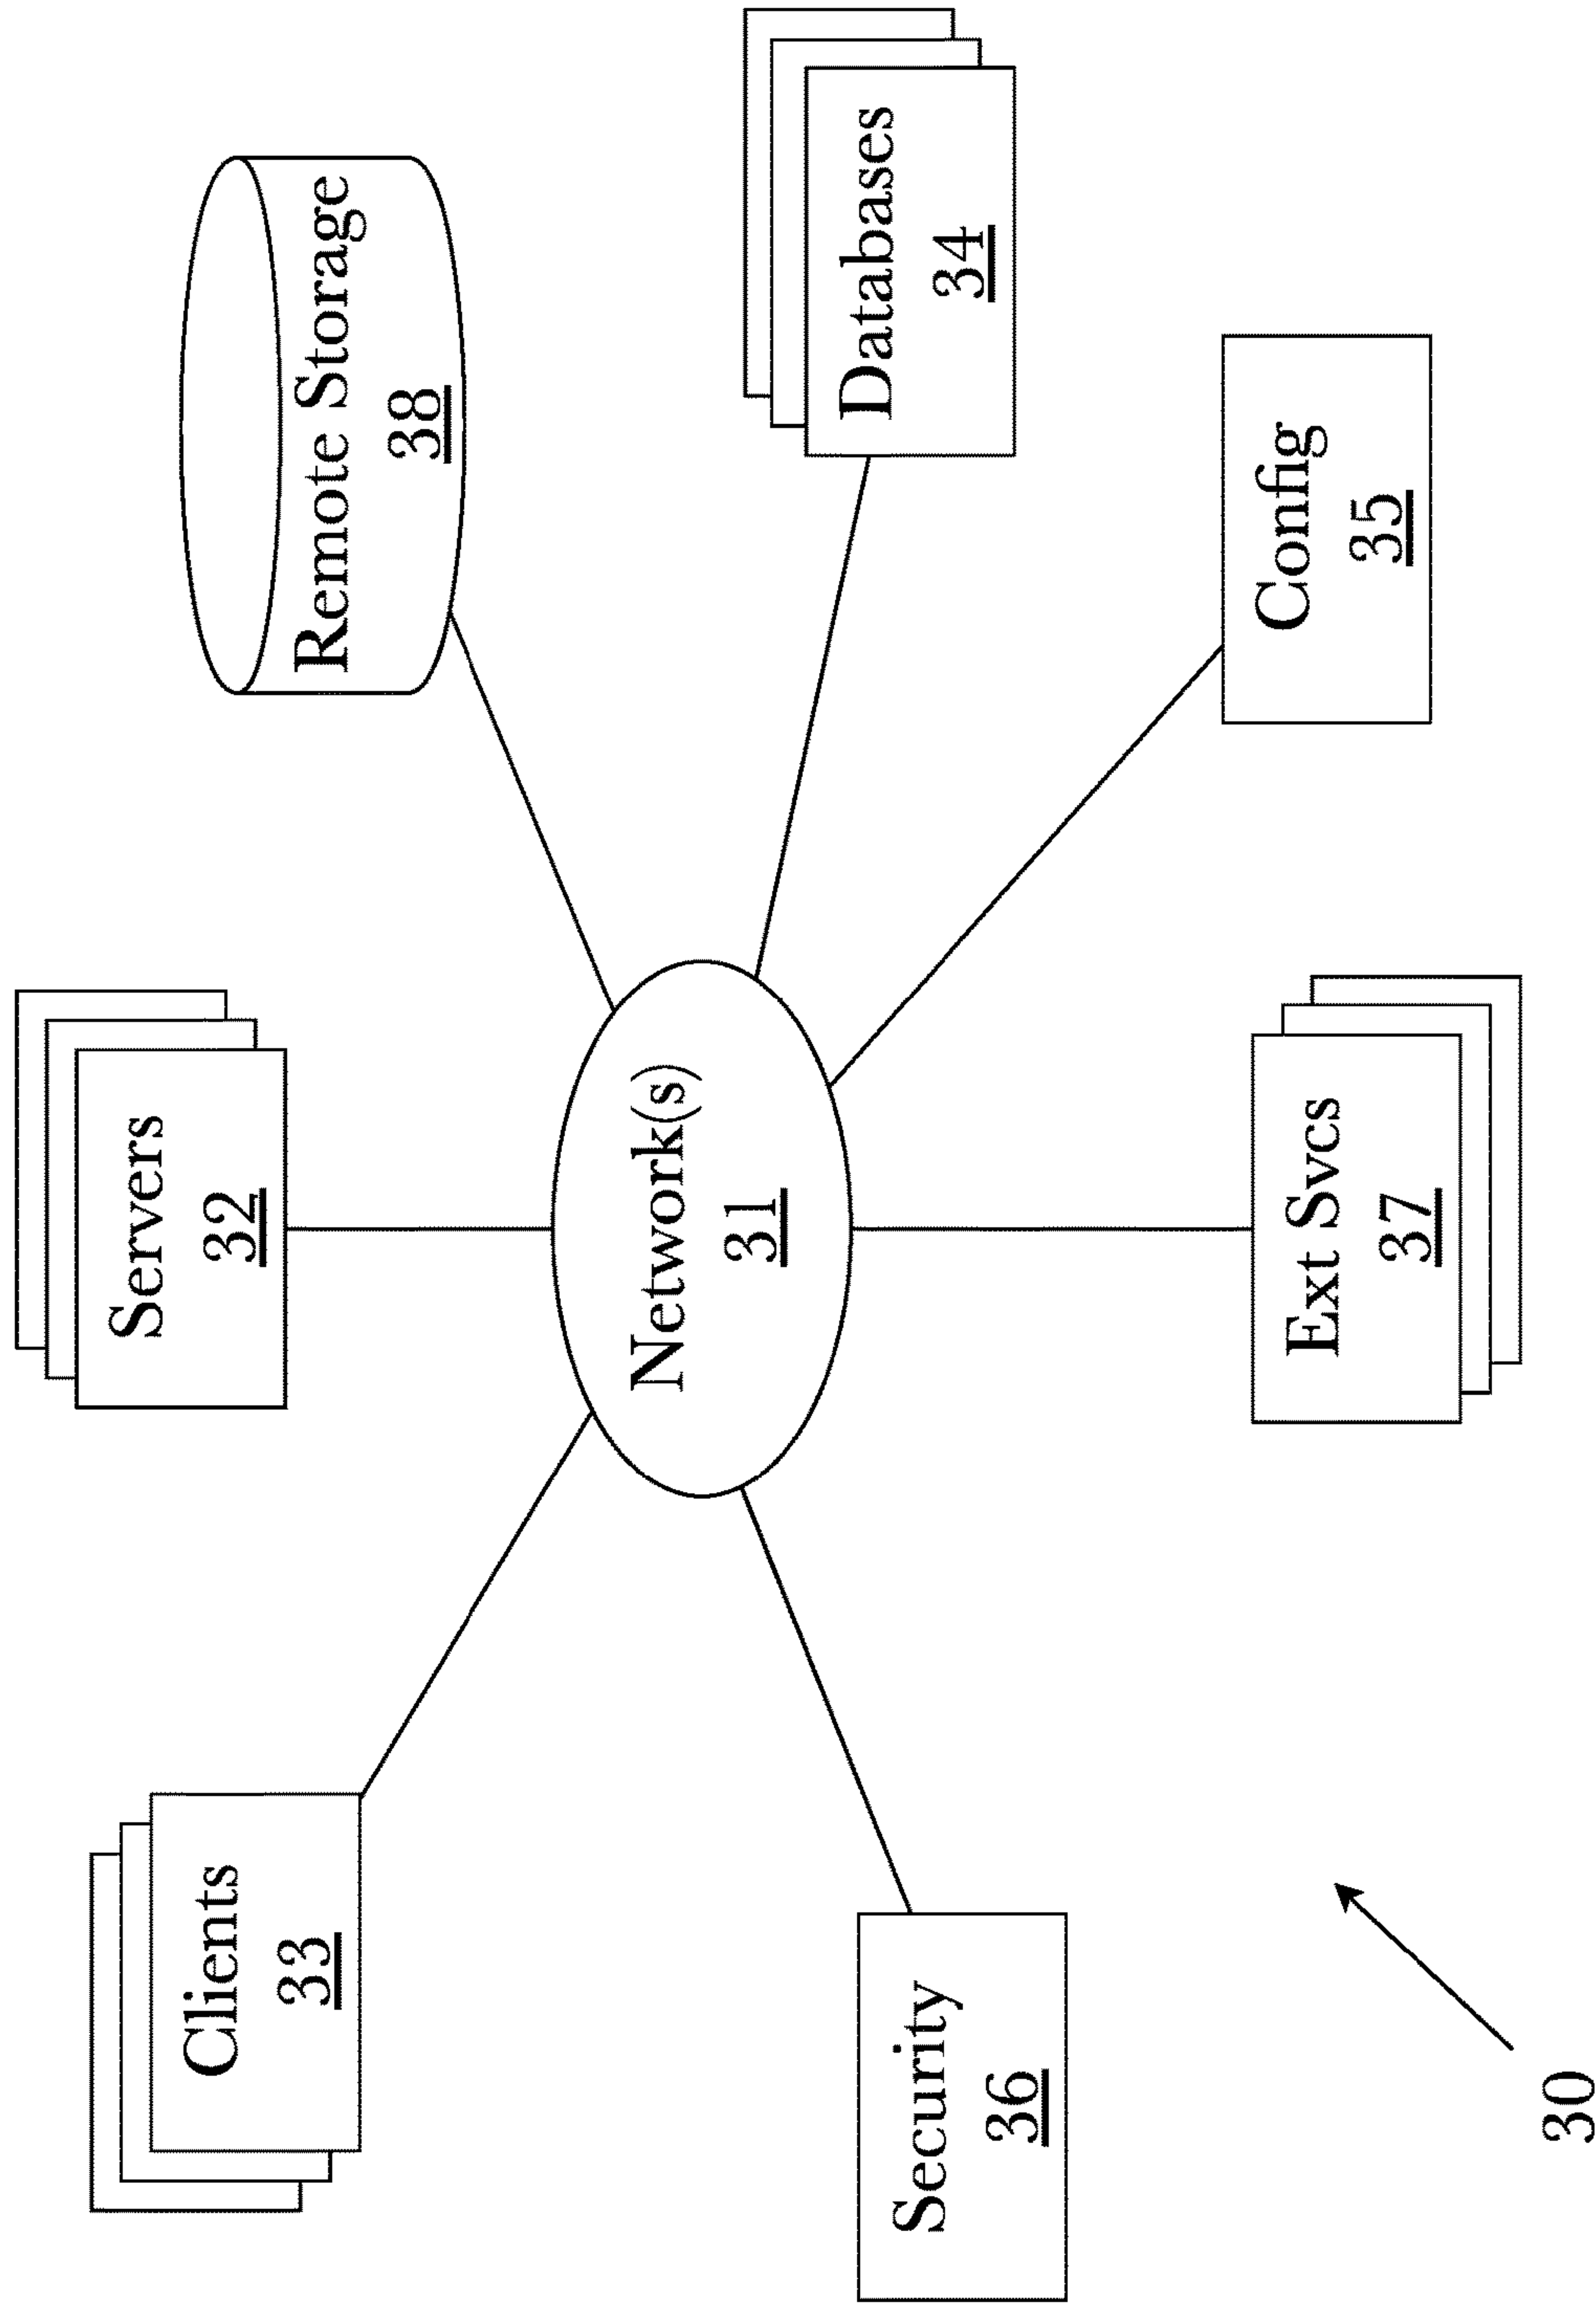 Servers
32
Clients
33
Remote Storage
38
Network(s)
31
Databases
34
Security
36
Ext Svcs
37
Config
35
30